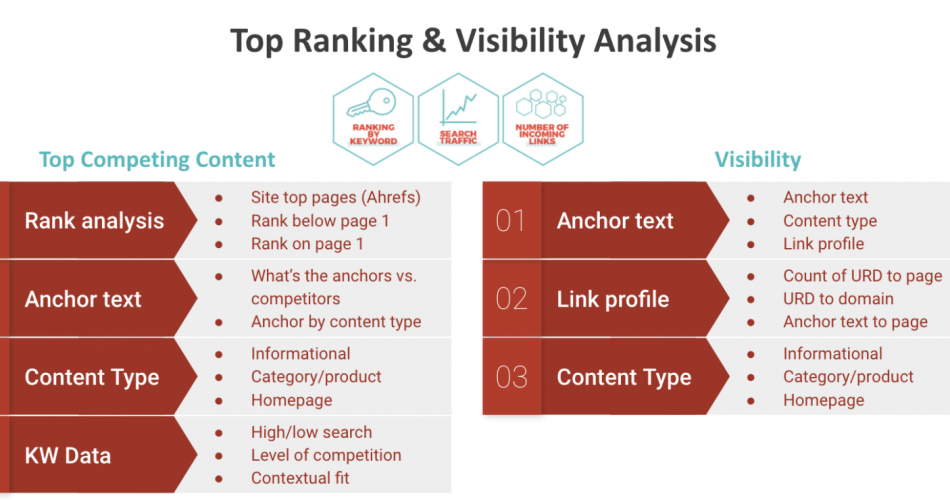 Top Ranking & Visibility Analysis
RANKING
BY
KEYWORD
SEARCH
TRAFFIC
NUMBER OF
INCOMING
LINKS
Top Competing Content
Rank analysis
● Site top pages (Ahrefs)
● Rank below page 1
● Rank on page 1
Anchor text
● What's the anchors vs.
competitors
● Anchor by content type
Content Type
● Informational
● Category/product
● Homepage
KW Data
● High/low search
● Level of competition
● Contextual fit
Visibility
01
Anchor text
● Anchor text
● Content type
● Link profile
02
Link profile
● Count of URD to page
● URD to domain
● Anchor text to page
03
Content Type
● Informational
● Category/product
● Homepage